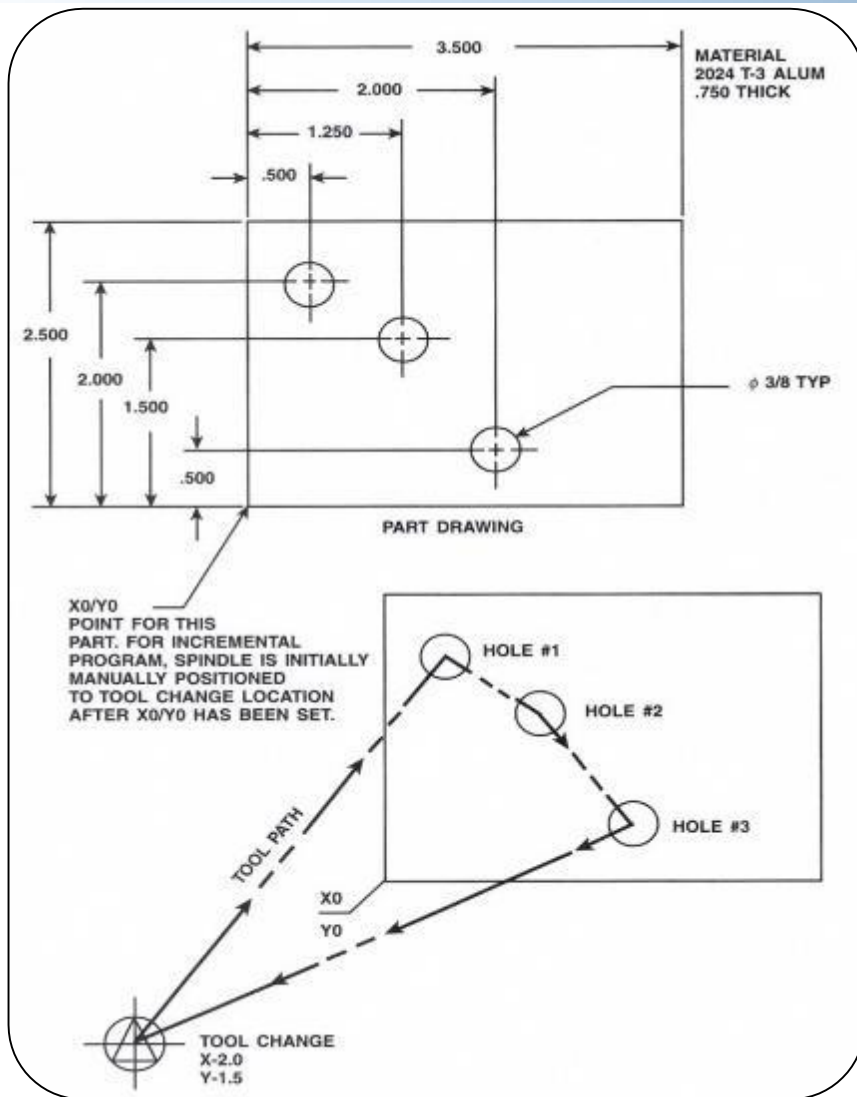 3.500
MATERIAL
2024 T-3 ALUM
.750 THICK
2.000
1.250
.500
2.500
2.000
1.500
.500
ϕ 3/8 TYP
PART DRAWING
X0/Y0
POINT FOR THIS
PART. FOR INCREMENTAL
PROGRAM, SPINDLE IS INITIALLY
MANUALLY POSITIONED
TO TOOL CHANGE LOCATION
AFTER X0/Y0 HAS BEEN SET.
HOLE #1
HOLE #2
HOLE #3
TOOL PATH
X0
Y0
TOOL CHANGE
X-2.0
Y-1.5